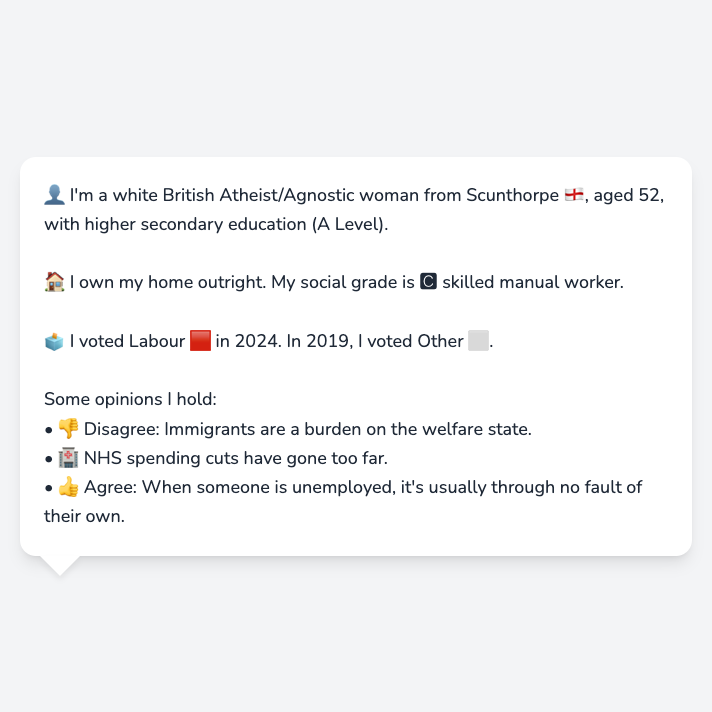 👤 I'm a white British Atheist/Agnostic woman from Scunthorpe 🏴󠁧󠁢󠁥󠁮󠁧󠁿, aged 52,
with higher secondary education (A Level).
🏠 I own my home outright. My social grade is 🅲 skilled manual worker.
🗳️ I voted Labour 🟥 in 2024. In 2019, I voted Other ⬜.
Some opinions I hold:
• 👎 Disagree: Immigrants are a burden on the welfare state.
• 🏥 NHS spending cuts have gone too far.
• 👍 Agree: When someone is unemployed, it's usually through no fault of
their own.